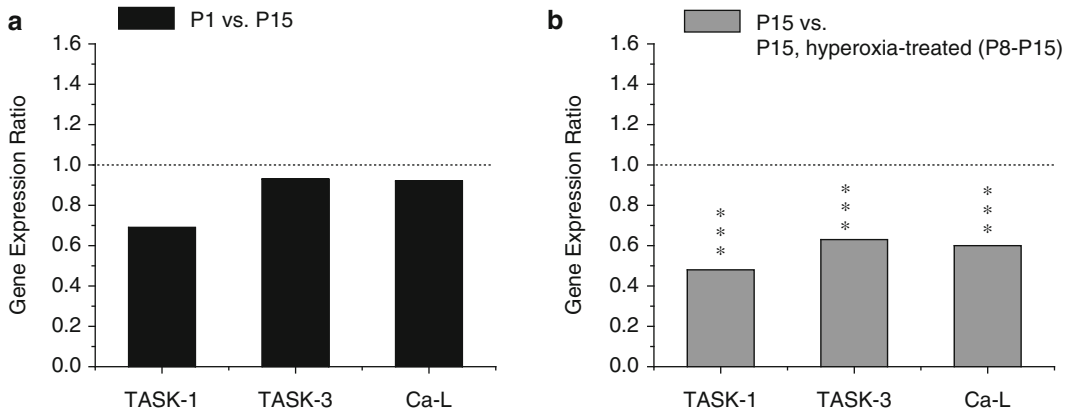 a
P1 vs. P15
Gene Expression Ratio
1.6
1.4
1.2
1.0
0.8
0.6
0.4
0.2
0.0
TASK-1 TASK-3 Ca-L
b
P15 vs.
P15, hyperoxia-treated (P8-P15)
Gene Expression Ratio
1.6
1.4
1.2
1.0
0.8
0.6
0.4
0.2
0.0
***
***
***
TASK-1 TASK-3 Ca-L